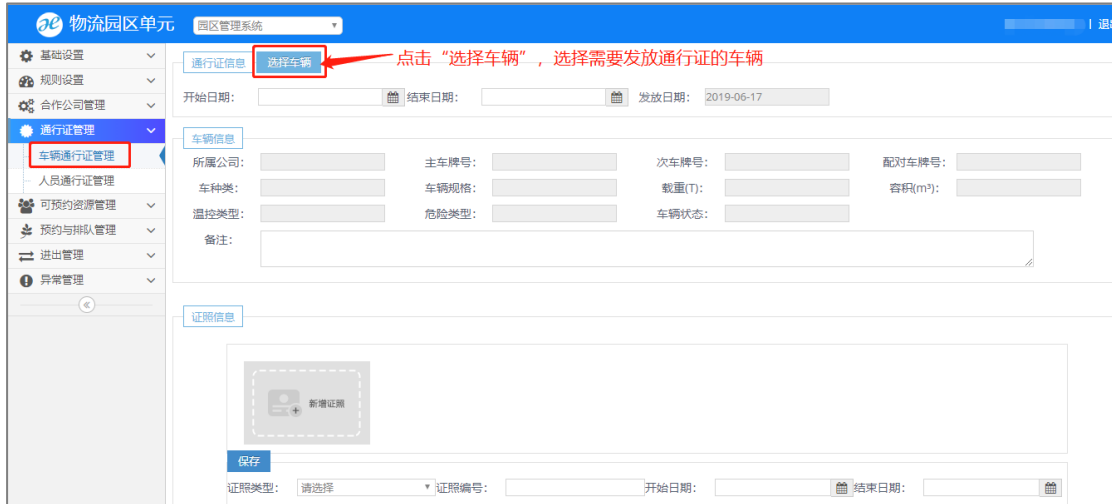 物流园区单元 园区管理系统 | 退出
基础设置
规则设置
合作公司管理
通行证管理
车辆通行证管理
人员通行证管理
可预约资源管理
预约与排队管理
进出管理
异常管理
通行证信息 选择车辆 点击“选择车辆”，选择需要发放通行证的车辆
开始日期： 结束日期： 发放日期： 2019-06-17
车辆信息
所属公司： 主车牌号： 次车牌号： 配对车牌号：
车种类： 车辆规格： 载重(T)： 容积(m³)：
温控类型： 危险类型： 车辆状态：
备注：
证照信息
新增证照
保存
证照类型： 请选择 证照编号： 开始日期： 结束日期：